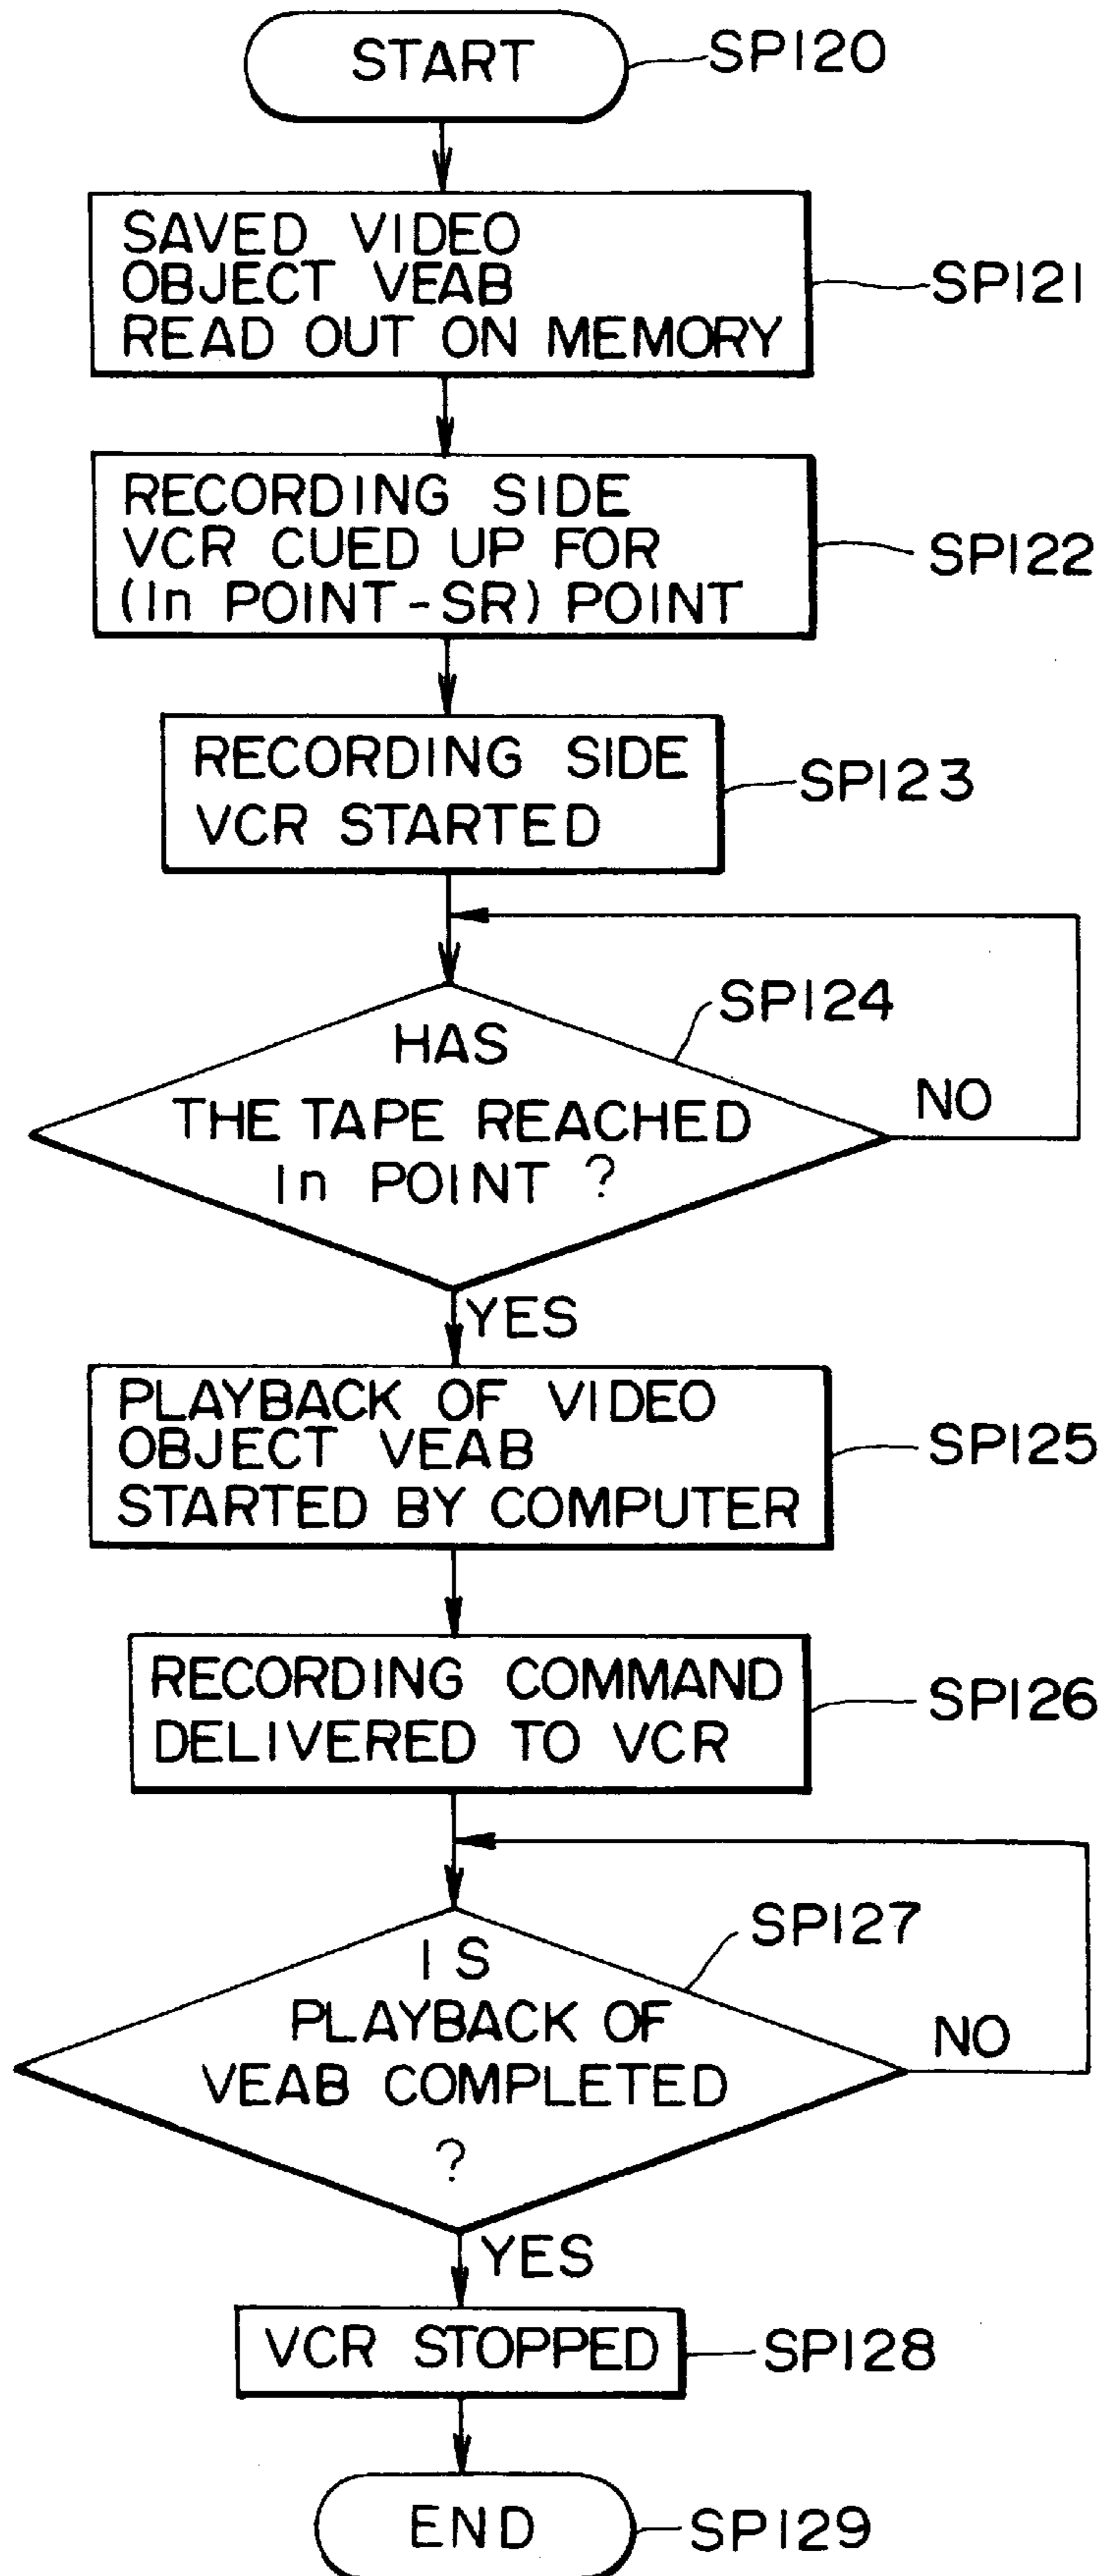 START
SP120
SAVED VIDEO
OBJECT VEAB
READ OUT ON MEMORY
SP121
RECORDING SIDE
VCR CUED UP FOR
(In POINT-SR) POINT
SP122
RECORDING SIDE
VCR STARTED
SP123
SP124
HAS
THE TAPE REACHED
In POINT ?
NO
YES
PLAYBACK OF VIDEO
OBJECT VEAB
STARTED BY COMPUTER
SP125
RECORDING COMMAND
DELIVERED TO VCR
SP126
SP127
IS
PLAYBACK OF
VEAB COMPLETED
?
NO
YES
VCR STOPPED
SP128
END
SP129